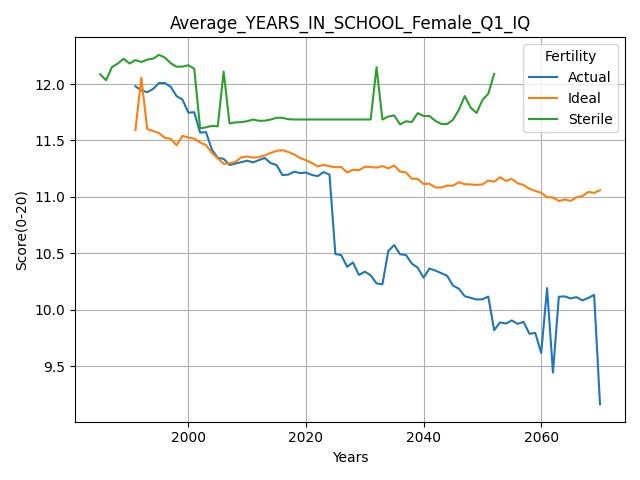 Average_YEARS_IN_SCHOOL_Female_Q1_IQ
Fertility
Actual
Ideal
Sterile
Score(0-20)
12.0
11.5
11.0
10.5
10.0
9.5
2000
2020
2040
2060
Years